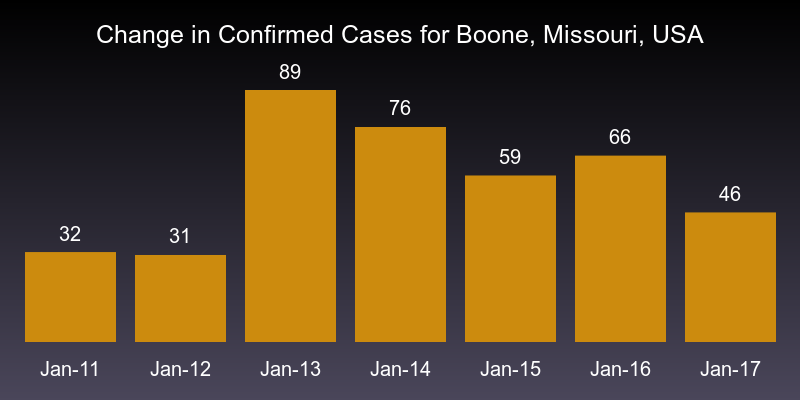 Change in Confirmed Cases for Boone, Missouri, USA
32 31 89 76 59 66 46
Jan-11 Jan-12 Jan-13 Jan-14 Jan-15 Jan-16 Jan-17